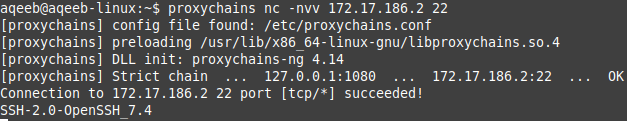 aqeeb@aqeeb-linux:~$ proxychains nc -nvv 172.17.186.2 22
[proxychains] config file found: /etc/proxychains.conf
[proxychains] preloading /usr/lib/x86_64-linux-gnu/libproxychains.so.4
[proxychains] DLL init: proxychains-ng 4.14
[proxychains] Strict chain  ...  127.0.0.1:1080  ...  172.17.186.2:22  ...  OK
Connection to 172.17.186.2 22 port [tcp/*] succeeded!
SSH-2.0-OpenSSH_7.4